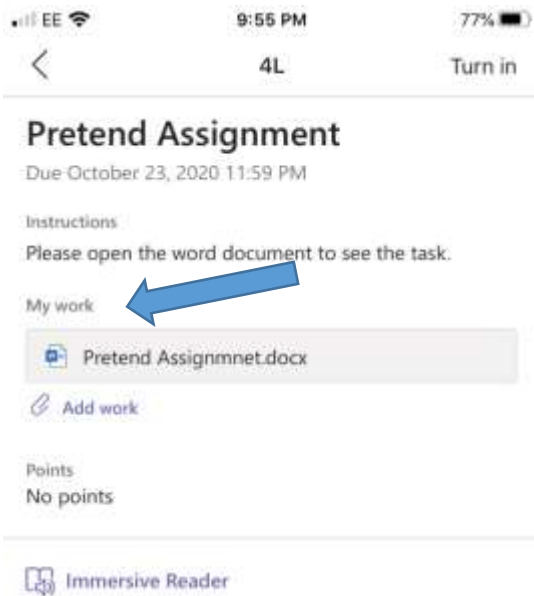 EE 9:55 PM 77%
4L Turn in
Pretend Assignment
Due October 23, 2020 11:59 PM
Instructions
Please open the word document to see the task.
My work
Pretend Assignmnet.docx
Add work
Points
No points
Immersive Reader